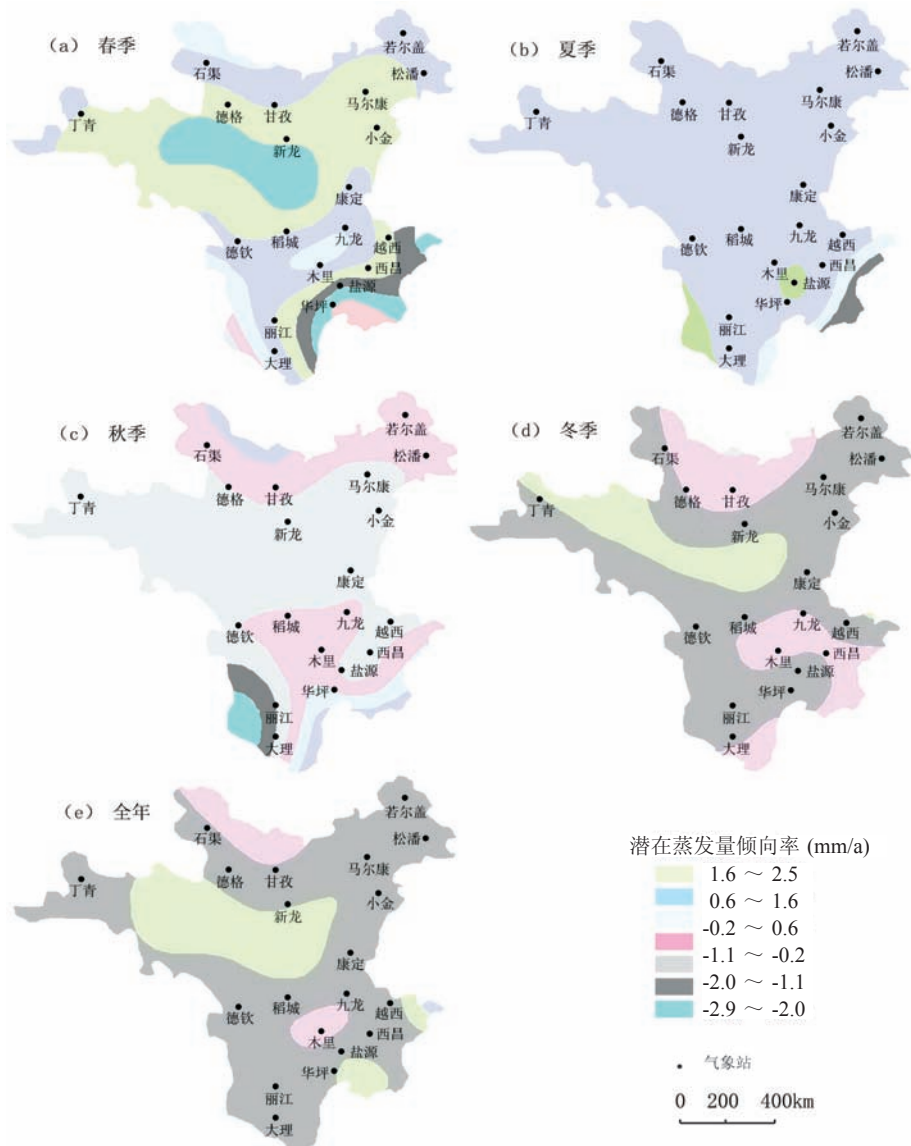 (a) 春季
若尔盖
石渠
松潘
马尔康
德格
甘孜
丁青
小金
新龙
康定
德钦
稻城
九龙
越西
木里
西昌
盐源
华坪
丽江
大理
(b) 夏季
若尔盖
石渠
松潘
马尔康
德格
甘孜
丁青
小金
新龙
康定
德钦
稻城
九龙
越西
木里
西昌
盐源
华坪
丽江
大理
(c) 秋季
若尔盖
石渠
松潘
马尔康
德格
甘孜
丁青
小金
新龙
康定
德钦
稻城
九龙
越西
木里
西昌
盐源
华坪
丽江
大理
(d) 冬季
若尔盖
石渠
松潘
马尔康
德格
甘孜
丁青
小金
新龙
康定
德钦
稻城
九龙
越西
木里
西昌
盐源
华坪
丽江
大理
(e) 全年
若尔盖
石渠
松潘
马尔康
德格
甘孜
丁青
小金
新龙
康定
德钦
稻城
九龙
越西
木里
西昌
盐源
华坪
丽江
大理
潜在蒸发量倾向率 (mm/a)
1.6 ～ 2.5
0.6 ～ 1.6
-0.2 ～ 0.6
-1.1 ～ -0.2
-2.0 ～ -1.1
-2.9 ～ -2.0
气象站
0 200 400km